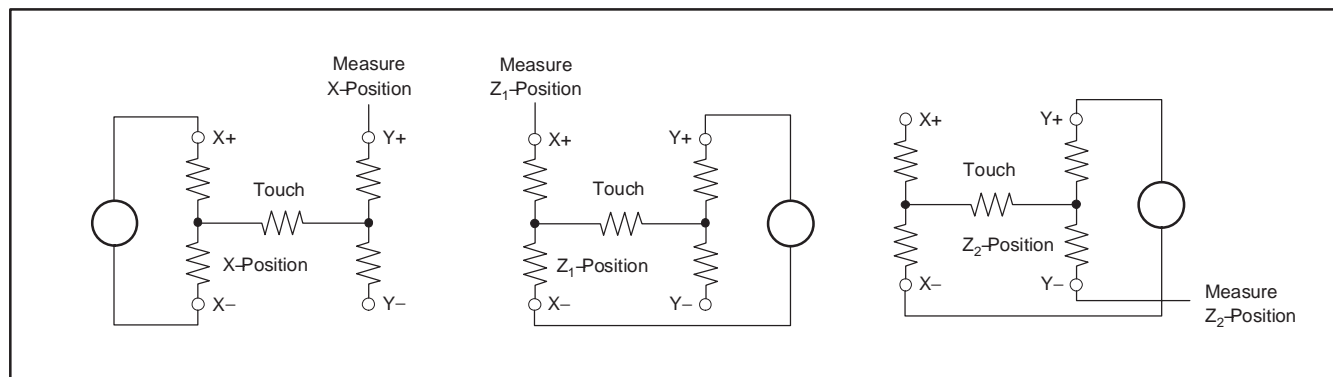 Measure
X–Position
X+
Y+
Touch
X–Position
X–
Y–
Measure
Z₁–Position
X+
Y+
Touch
Z₁–Position
X–
Y–
X+
Y+
Touch
Z₂–Position
X–
Y–
Measure
Z₂–Position